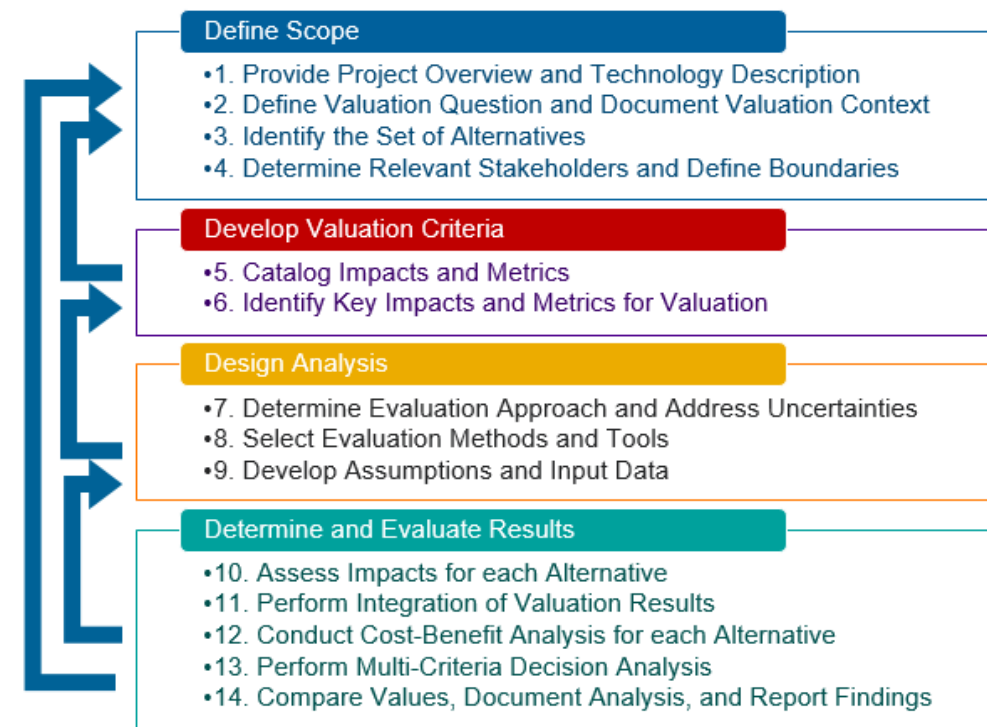 Define Scope
•1. Provide Project Overview and Technology Description
•2. Define Valuation Question and Document Valuation Context
•3. Identify the Set of Alternatives
•4. Determine Relevant Stakeholders and Define Boundaries
Develop Valuation Criteria
•5. Catalog Impacts and Metrics
•6. Identify Key Impacts and Metrics for Valuation
Design Analysis
•7. Determine Evaluation Approach and Address Uncertainties
•8. Select Evaluation Methods and Tools
•9. Develop Assumptions and Input Data
Determine and Evaluate Results
•10. Assess Impacts for each Alternative
•11. Perform Integration of Valuation Results
•12. Conduct Cost-Benefit Analysis for each Alternative
•13. Perform Multi-Criteria Decision Analysis
•14. Compare Values, Document Analysis, and Report Findings